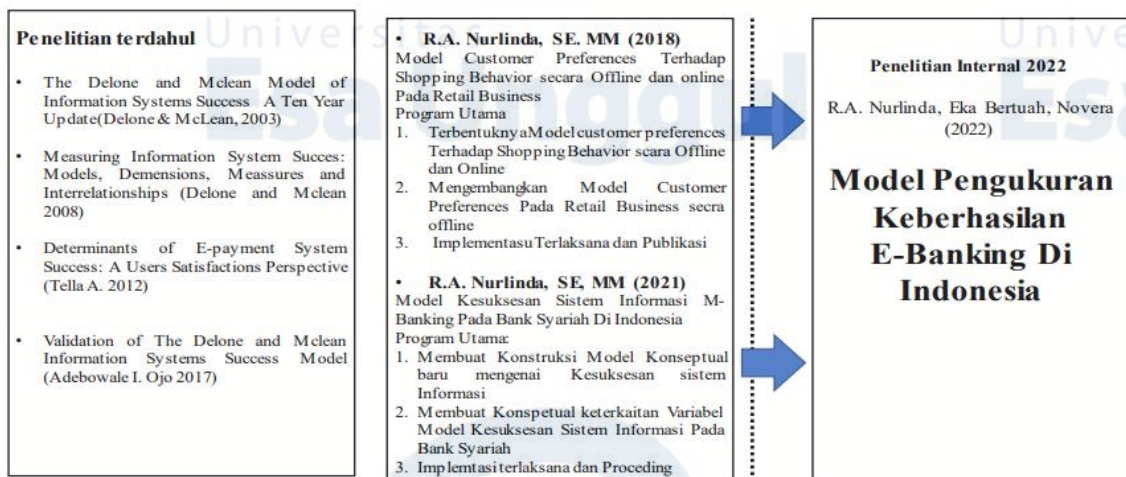 Universitas
Esa Unggul
Unive
Esa
Penelitian terdahul
• The Delone and Mclean Model of
Information Systems Success A Ten Year
Update(Delone & McLean, 2003)
• Measuring Information System Succes:
Models, Demensions, Meassures and
Interrelationships (Delone and Mclean
2008)
• Determinants of E-payment System
Success: A Users Satisfactions Perspective
(Tella A. 2012)
• Validation of The Delone and Mclean
Information Systems Success Model
(Adebowale I. Ojo 2017)
• R.A. Nurlinda, SE. MM (2018)
Model Customer Preferences Terhadap
Shopping Behavior secara Offline dan online
Pada Retail Business
Program Utama
1. Terbentuknya Model customer preferences
Terhadap Shopping Behavior scara Offline
dan Online
2. Mengembangkan Model Customer
Preferences Pada Retail Business secra
offline
3. Implementasu Terlaksana dan Publikasi
• R.A. Nurlinda, SE, MM (2021)
Model Kesuksesan Sistem Informasi M-
Banking Pada Bank Syariah Di Indonesia
Program Utama:
1. Membuat Konstruksi Model Konseptual
baru mengenai Kesuksesan sistem
Informasi
2. Membuat Konspetual keterkaitan Variabel
Model Kesuksesan Sistem Informasi Pada
Bank Syariah
3. Implemtasi terlaksana dan Proceding
Penelitian Internal 2022
R.A. Nurlinda, Eka Bertuah, Novera
(2022)
Model Pengukuran
Keberhasilan
E-Banking Di
Indonesia